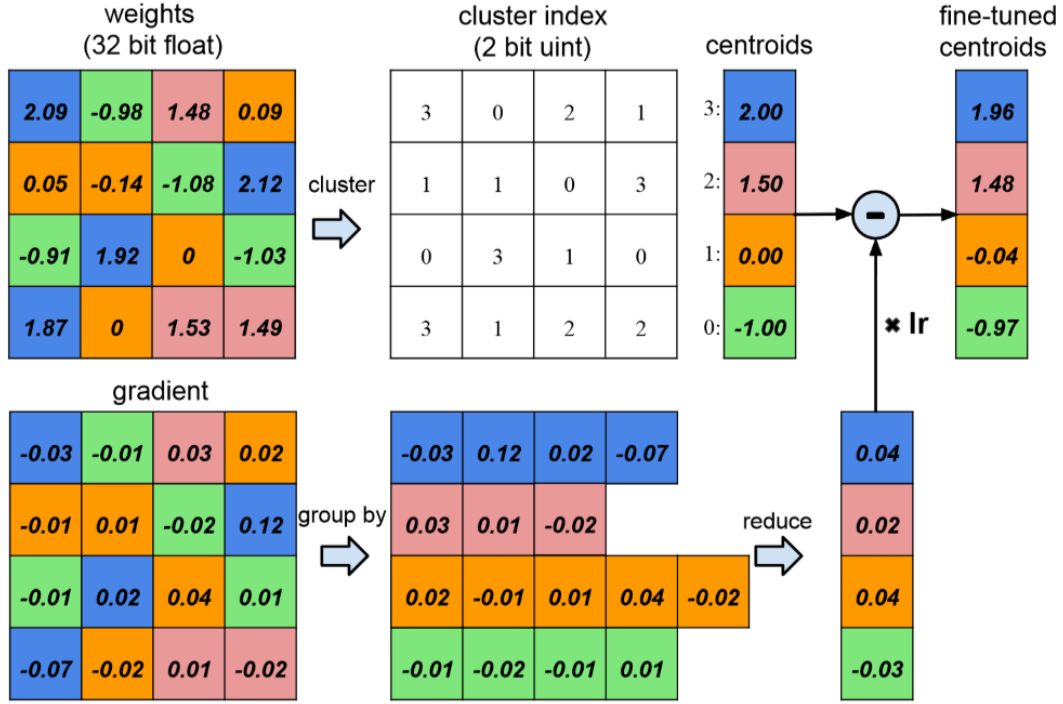 weights
(32 bit float)
cluster index
(2 bit uint)
centroids
fine-tuned
centroids
2.09 -0.98 1.48 0.09
3 0 2 1
3: 2.00
1.96
0.05 -0.14 -1.08 2.12
cluster
1 1 0 3
2: 1.50
1.48
-
-0.91 1.92 0 -1.03
0 3 1 0
1: 0.00
-0.04
1.87 0 1.53 1.49
3 1 2 2
0: -1.00
× lr
-0.97
gradient
-0.03 -0.01 0.03 0.02
-0.03 0.12 0.02 -0.07
0.04
-0.01 0.01 -0.02 0.12
group by
0.03 0.01 -0.02
reduce
0.02
-0.01 0.02 0.04 0.01
0.02 -0.01 0.01 0.04 -0.02
0.04
-0.07 -0.02 0.01 -0.02
-0.01 -0.02 -0.01 0.01
-0.03